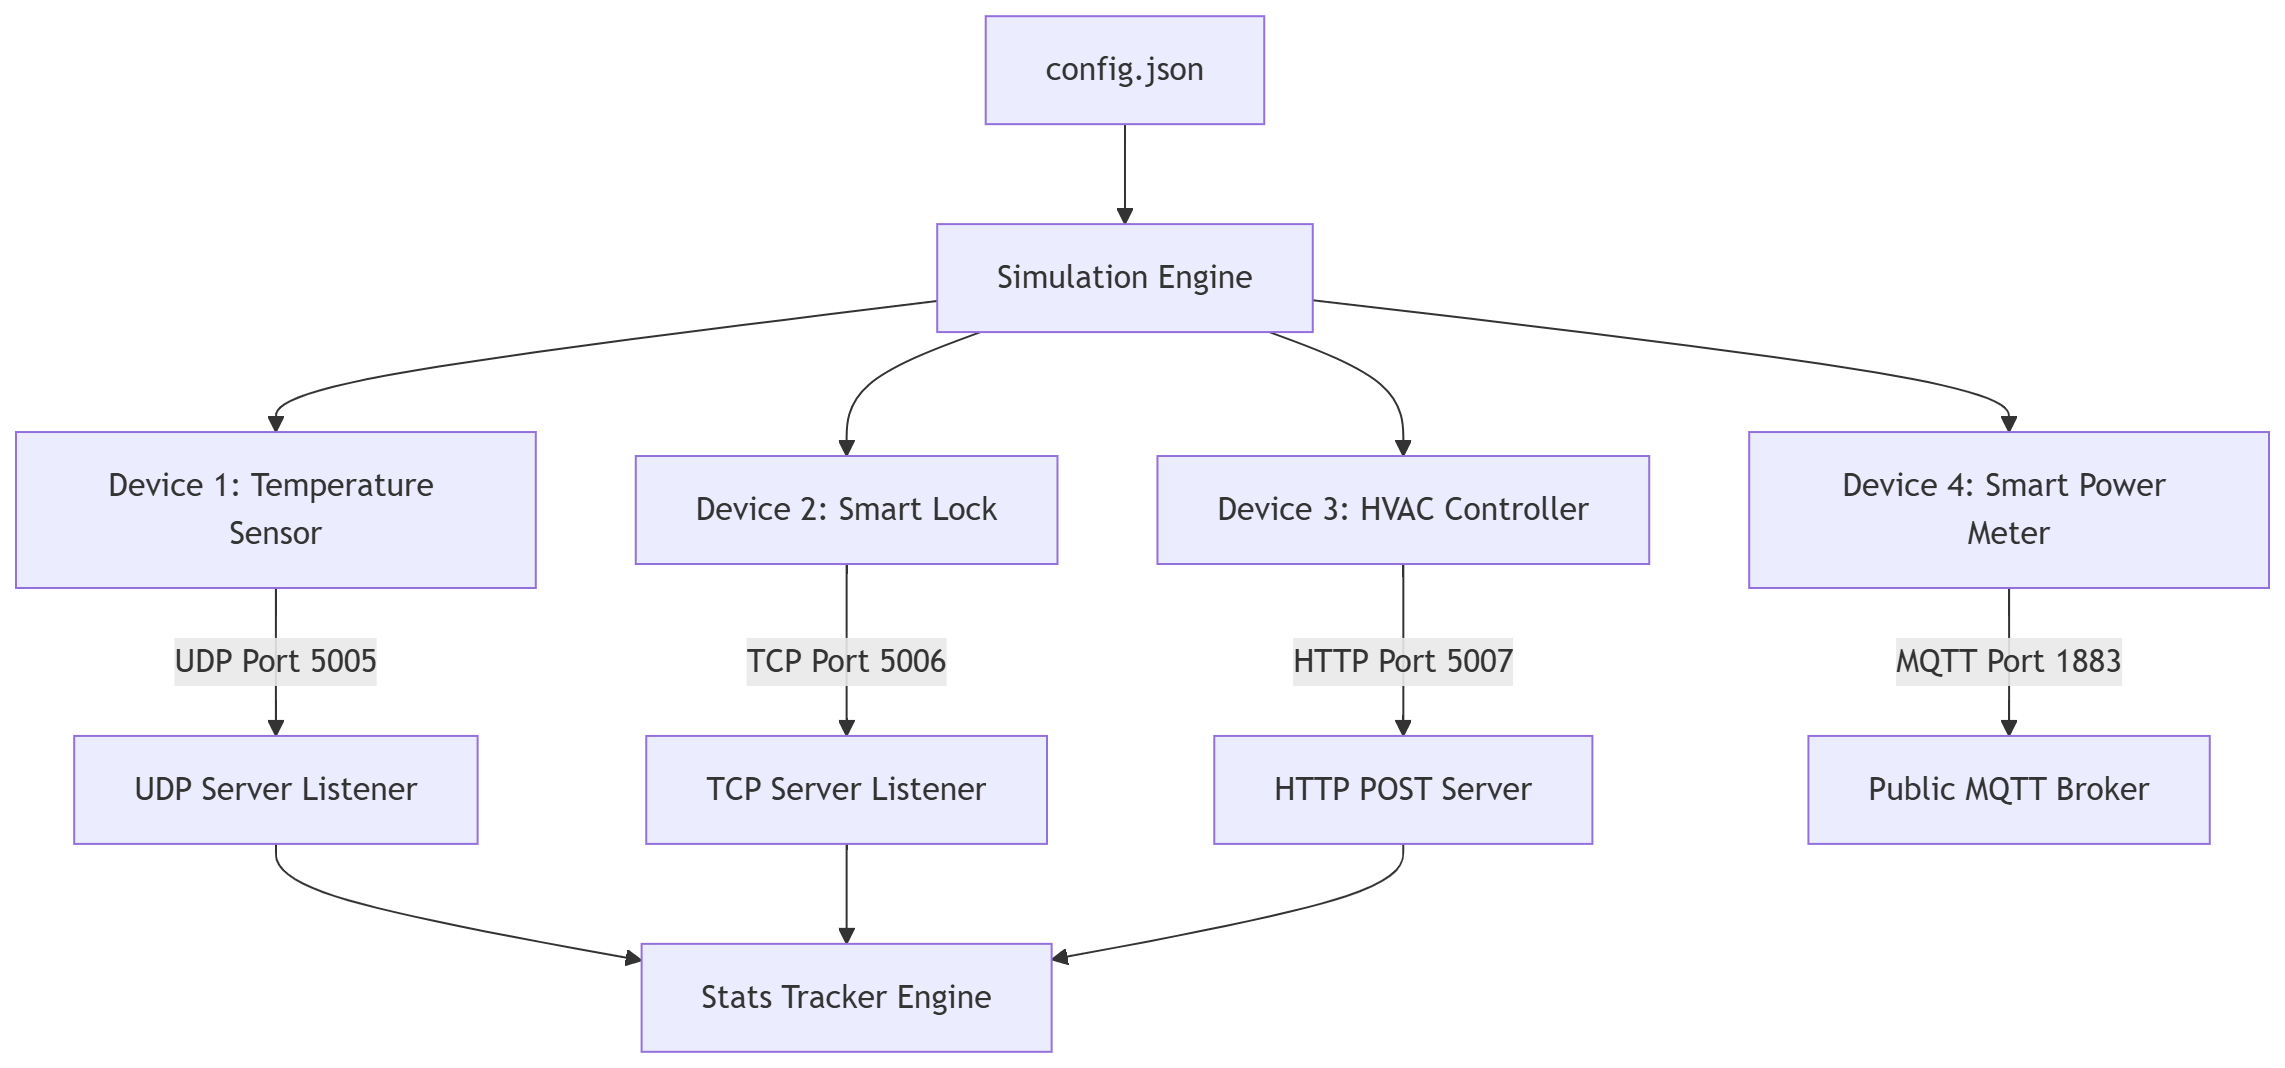 config.json
Simulation Engine
Device 1: Temperature
Sensor
Device 2: Smart Lock
Device 3: HVAC Controller
Device 4: Smart Power
Meter
UDP Port 5005
TCP Port 5006
HTTP Port 5007
MQTT Port 1883
UDP Server Listener
TCP Server Listener
HTTP POST Server
Public MQTT Broker
Stats Tracker Engine